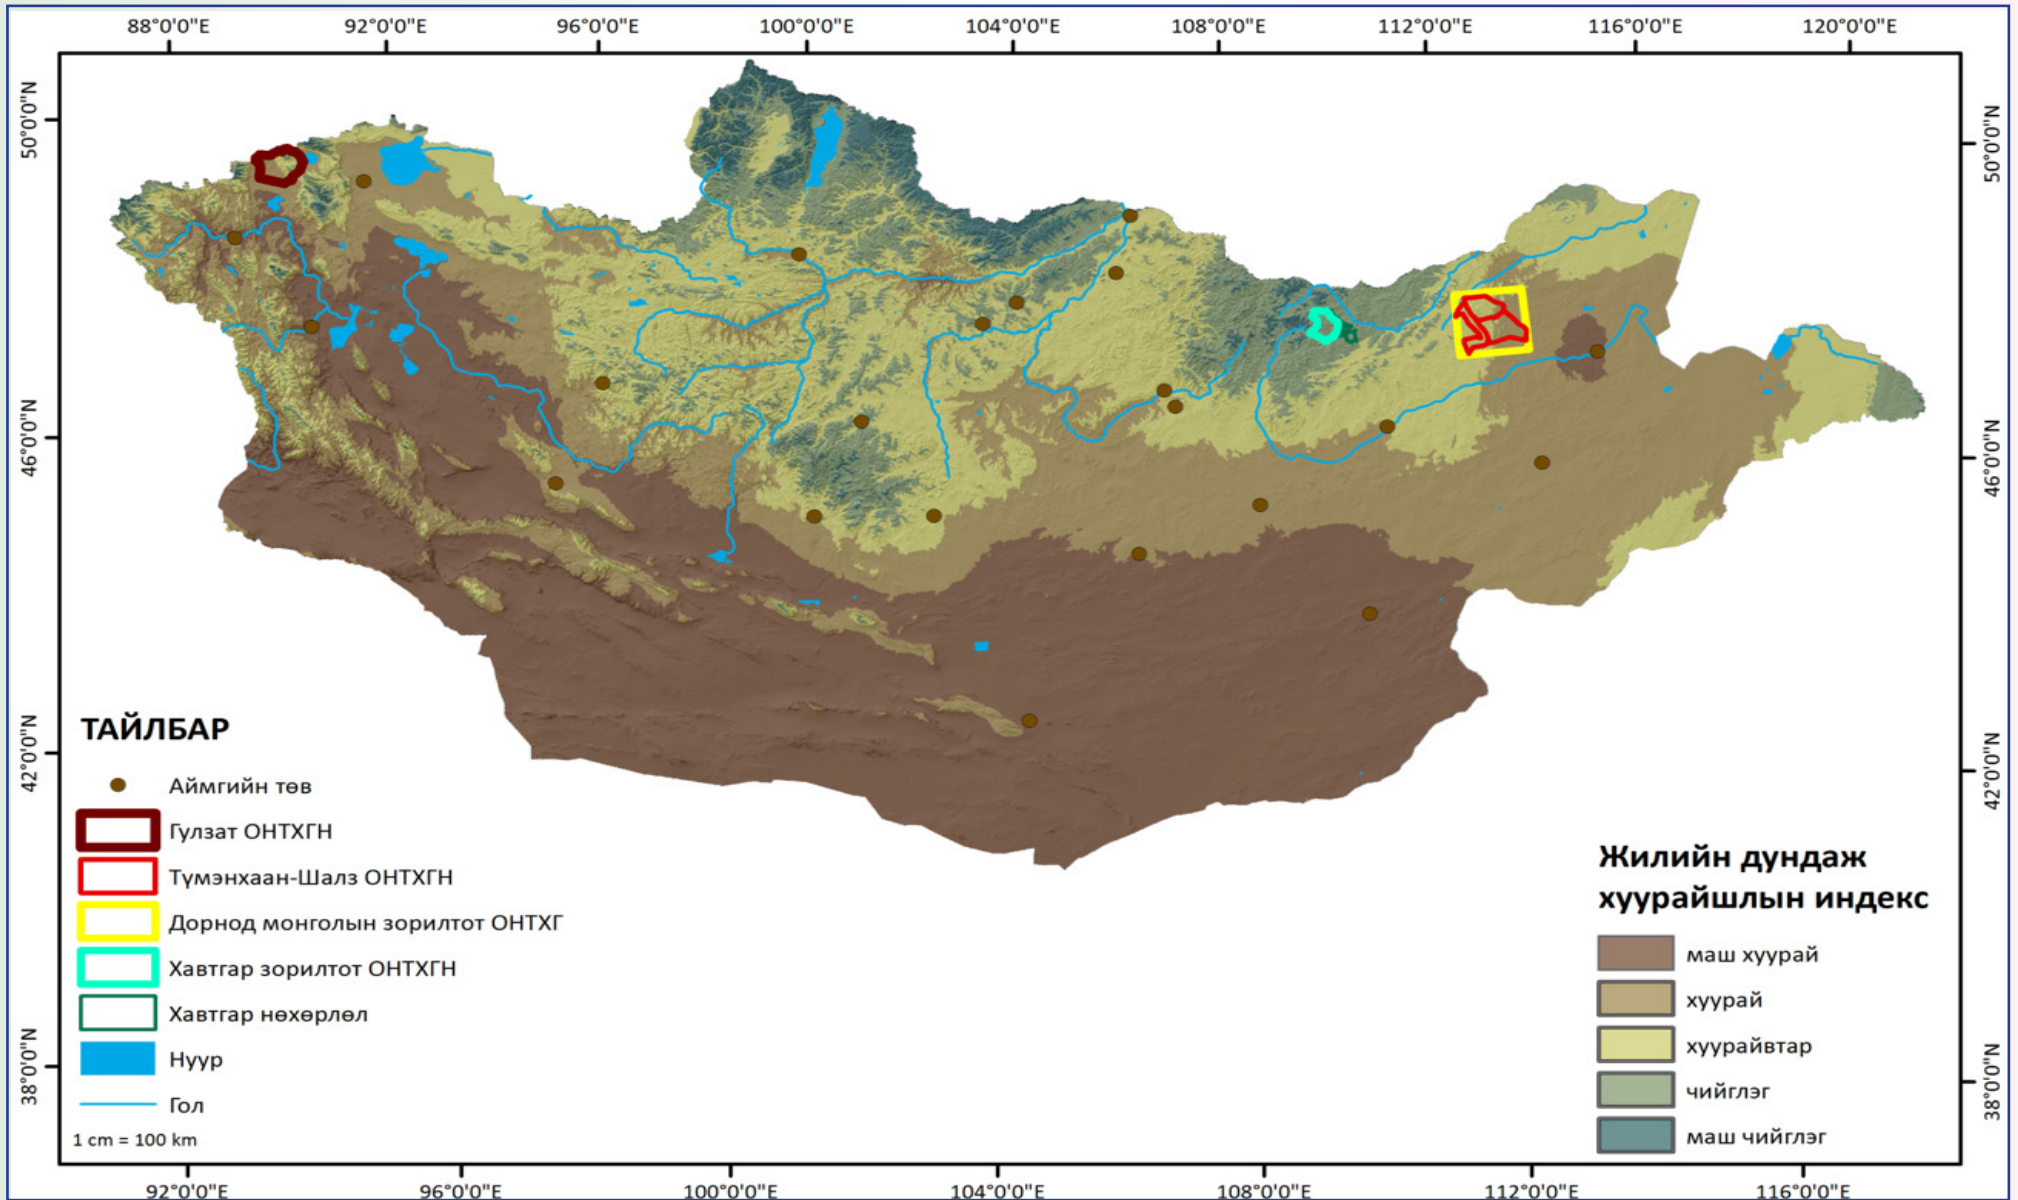 88°0'0"E 92°0'0"E 96°0'0"E 100°0'0"E 104°0'0"E 108°0'0"E 112°0'0"E 116°0'0"E 120°0'0"E
50°0'0"N
50°0'0"N
46°0'0"N
46°0'0"N
42°0'0"N
42°0'0"N
38°0'0"N
38°0'0"N
ТАЙЛБАР
Аймгийн төв
Гулзат ОНТХГН
Түмэнхаан-Шалз ОНТХГН
Дорнод монголын зорилтот ОНТХГ
Хавтгар зорилтот ОНТХГН
Хавтгар нөхөрлөл
Нуур
Гол
1 cm = 100 km
Жилийн дундаж
хуурайшлын индекс
маш хуурай
хуурай
хуурайвтар
чийглэг
маш чийглэг
92°0'0"E 96°0'0"E 100°0'0"E 104°0'0"E 108°0'0"E 112°0'0"E 116°0'0"E